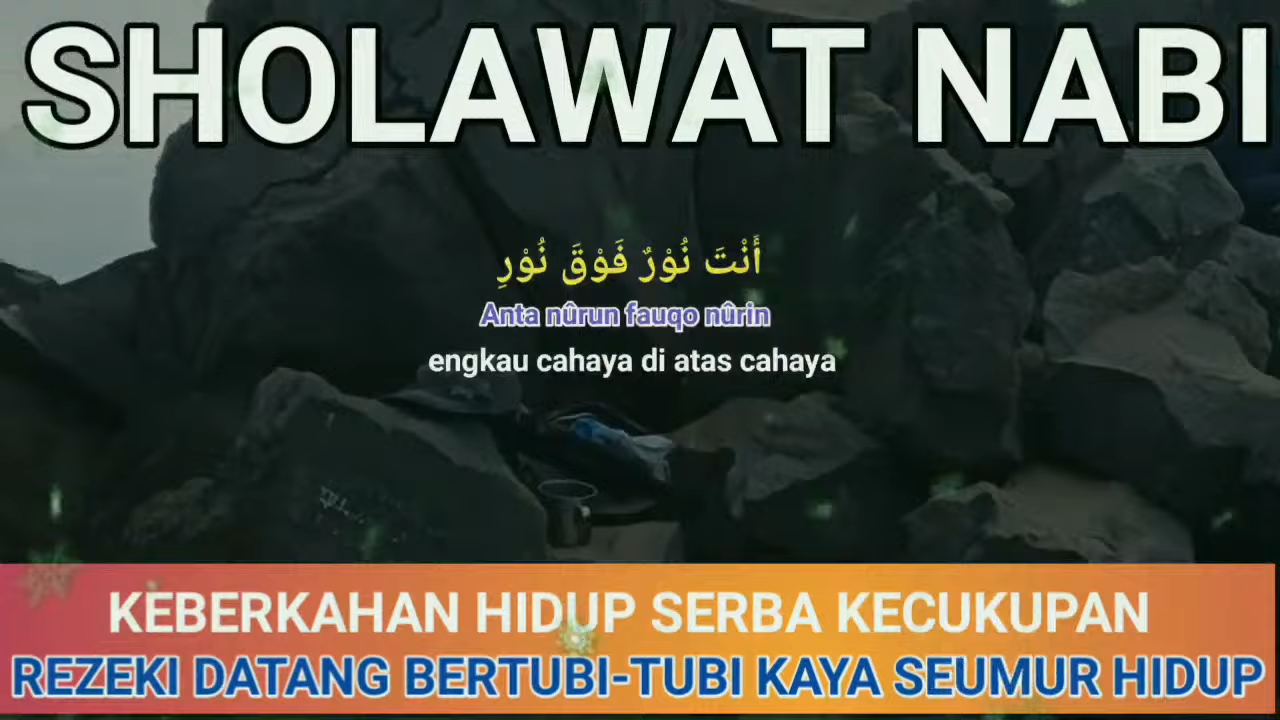 SHOLAWAT NABI
أَنْتَ نُوْرٌ فَوْقَ نُوْرِ
Anta nûrun fauqo nûrin
engkau cahaya di atas cahaya
KEBERKAHAN HIDUP SERBA KECUKUPAN
REZEKI DATANG BERTUBI-TUBI KAYA SEUMUR HIDUP